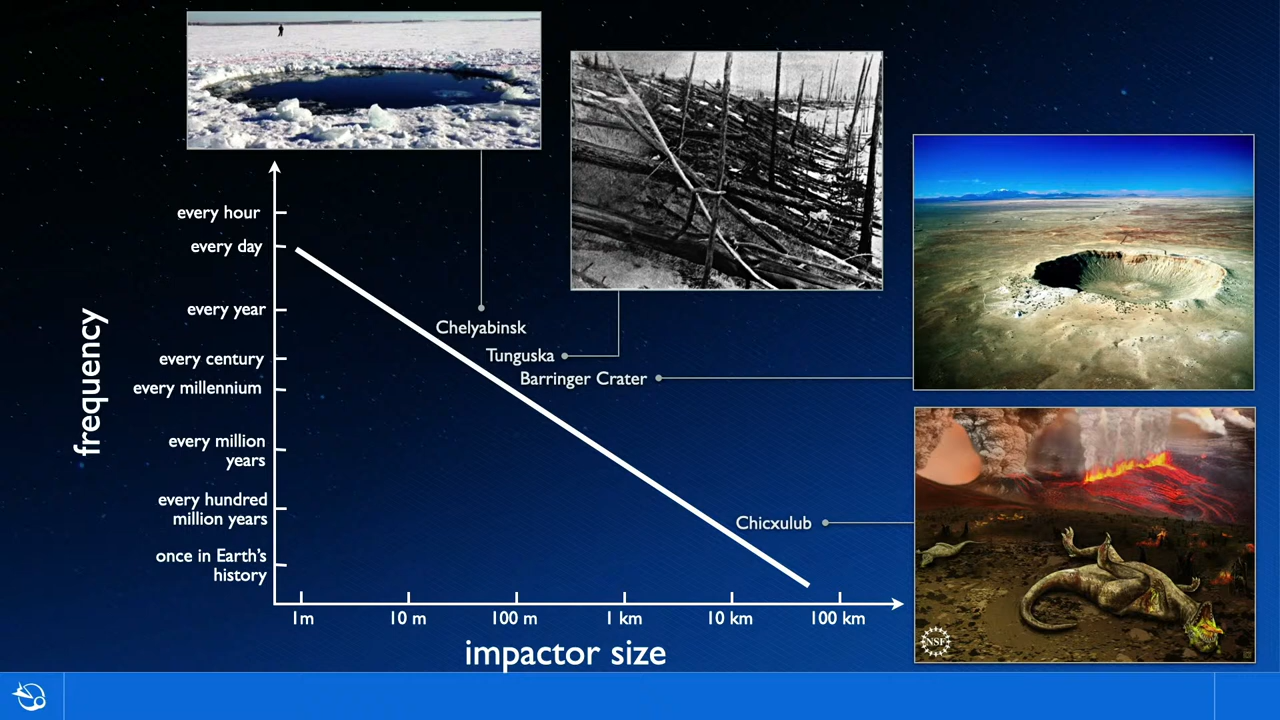 every hour
every day
every year
every century
every millennium
every million
years
every hundred
million years
once in Earth's
history
frequency
Chelyabinsk
Tunguska
Barringer Crater
Chicxulub
NSF
1m
10 m
100 m
1 km
10 km
100 km
impactor size